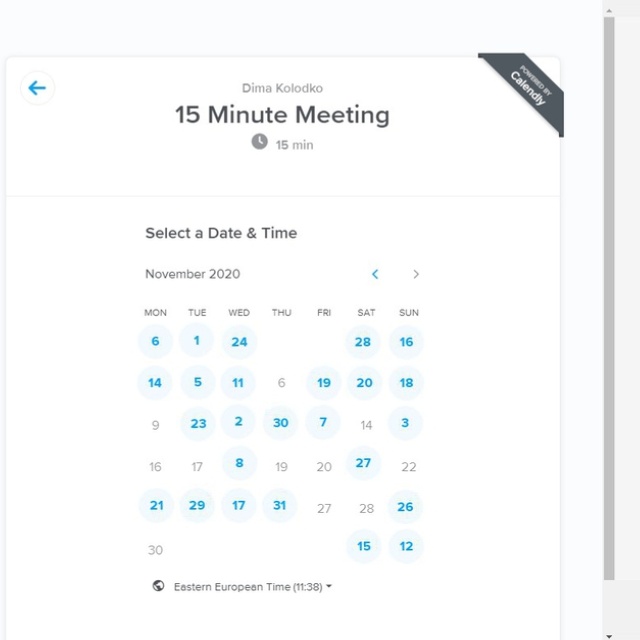 POWERED BY
Calendly
Dima Kolodko
15 Minute Meeting
15 min
Select a Date & Time
November 2020
MON TUE WED THU FRI SAT SUN
6 1 24 28 16
14 5 11 6 19 20 18
9 23 2 30 7 14 3
16 17 8 19 20 27 22
21 29 17 31 27 28 26
30 15 12
Eastern European Time (11:38)